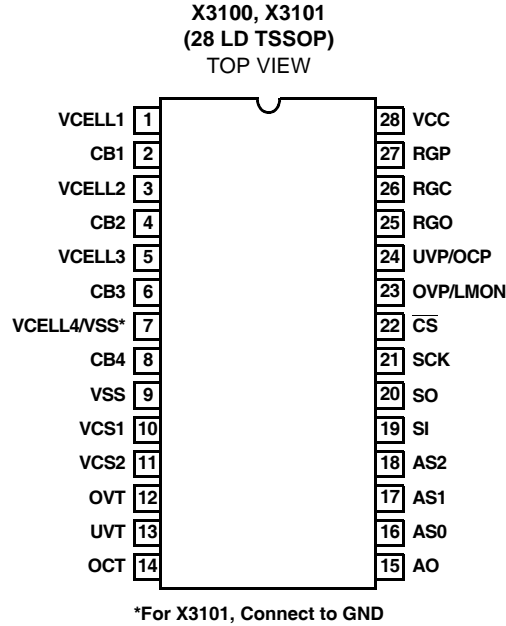 X3100, X3101
(28 LD TSSOP)
TOP VIEW
VCELL1 1 28 VCC
CB1 2 27 RGP
VCELL2 3 26 RGC
CB2 4 25 RGO
VCELL3 5 24 UVP/OCP
CB3 6 23 OVP/LMON
VCELL4/VSS* 7 22 CS
CB4 8 21 SCK
VSS 9 20 SO
VCS1 10 19 SI
VCS2 11 18 AS2
OVT 12 17 AS1
UVT 13 16 AS0
OCT 14 15 AO
*For X3101, Connect to GND